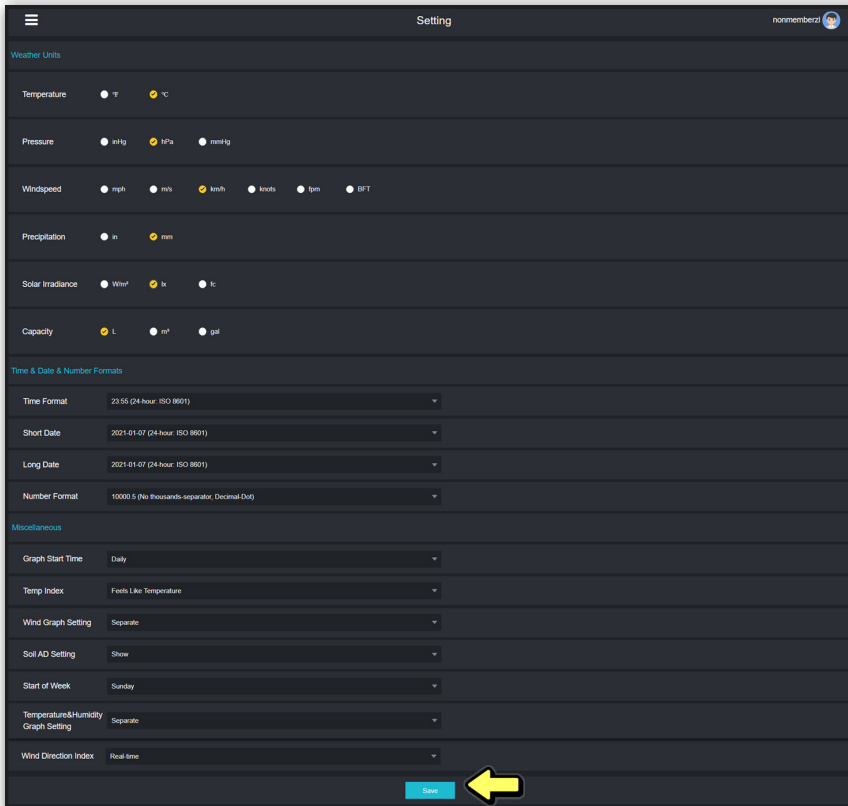 Setting
nonmemberzl
Weather Units
Temperature °F °C
Pressure inHg hPa mmHg
Windspeed mph m/s km/h knots fpm BFT
Precipitation in mm
Solar Irradiance W/m² lx fc
Capacity L m³ gal
Time & Date & Number Formats
Time Format 23:55 (24-hour: ISO 8601)
Short Date 2021-01-07 (24-hour: ISO 8601)
Long Date 2021-01-07 (24-hour: ISO 8601)
Number Format 10000.5 (No thousands-separator, Decimal-Dot)
Miscellaneous
Graph Start Time Daily
Temp Index Feels Like Temperature
Wind Graph Setting Separate
Soil AD Setting Show
Start of Week Sunday
Temperature&Humidity
Graph Setting Separate
Wind Direction Index Real-time
Save